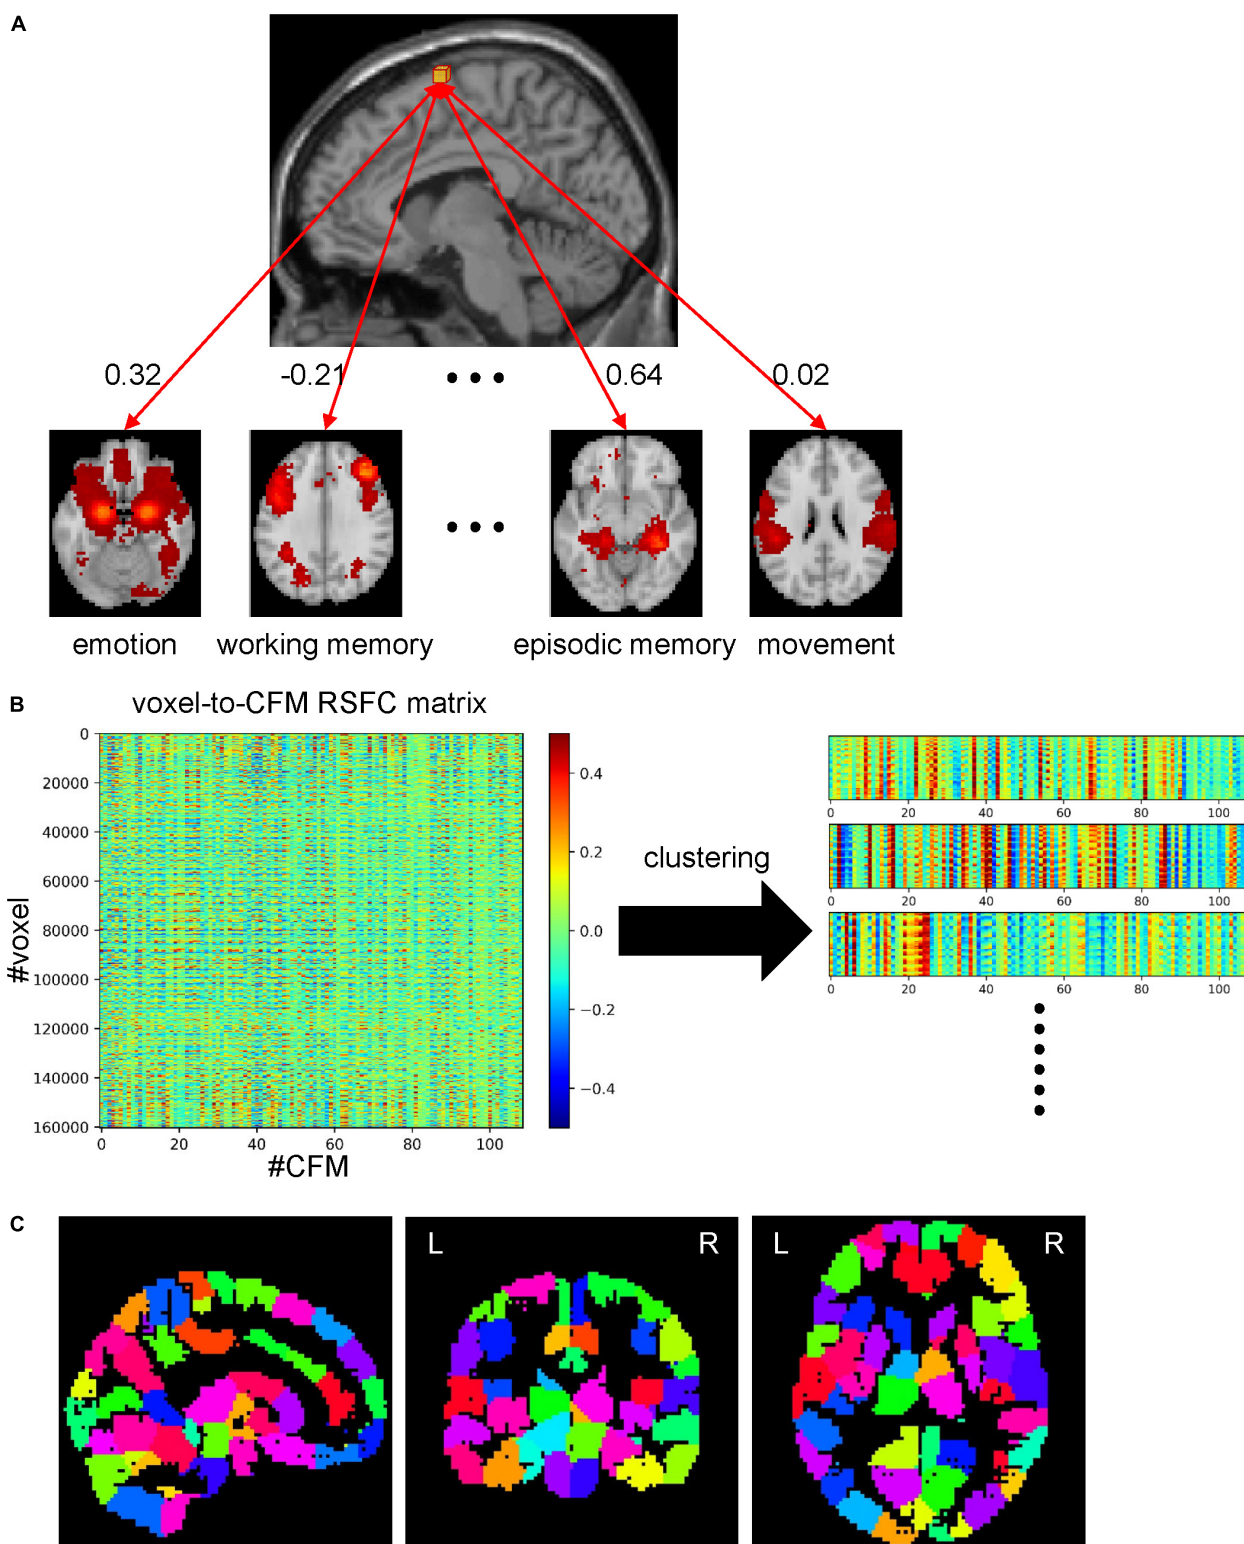 A
0.32 -0.21 • • • 0.64 0.02
• • •
emotion working memory episodic memory movement
B
voxel-to-CFM RSFC matrix
#voxel
0
20000
40000
60000
80000
100000
120000
140000
160000
0 20 40 60 80 100
#CFM
0.4
0.2
0.0
−0.2
−0.4
clustering
0 20 40 60 80 100
0 20 40 60 80 100
0 20 40 60 80 100
C
L R
L R